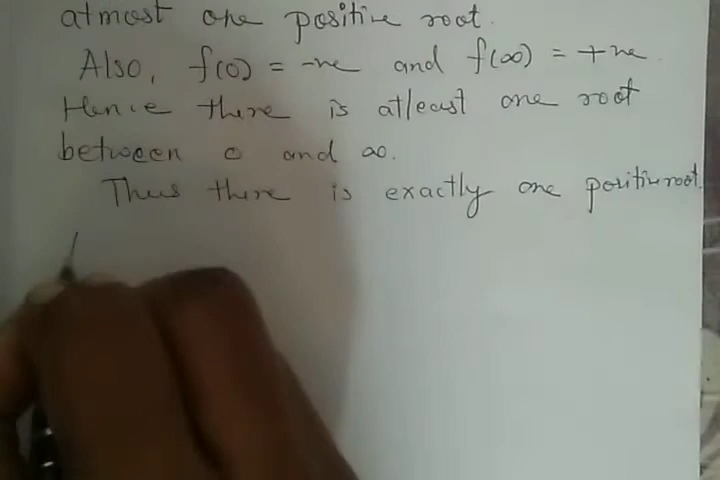 atmost one positive root.
Also, f(0) = -ve and f(∞) = +ve.
Hence there is atleast one root
between 0 and ∞.
Thus there is exactly one positive root.